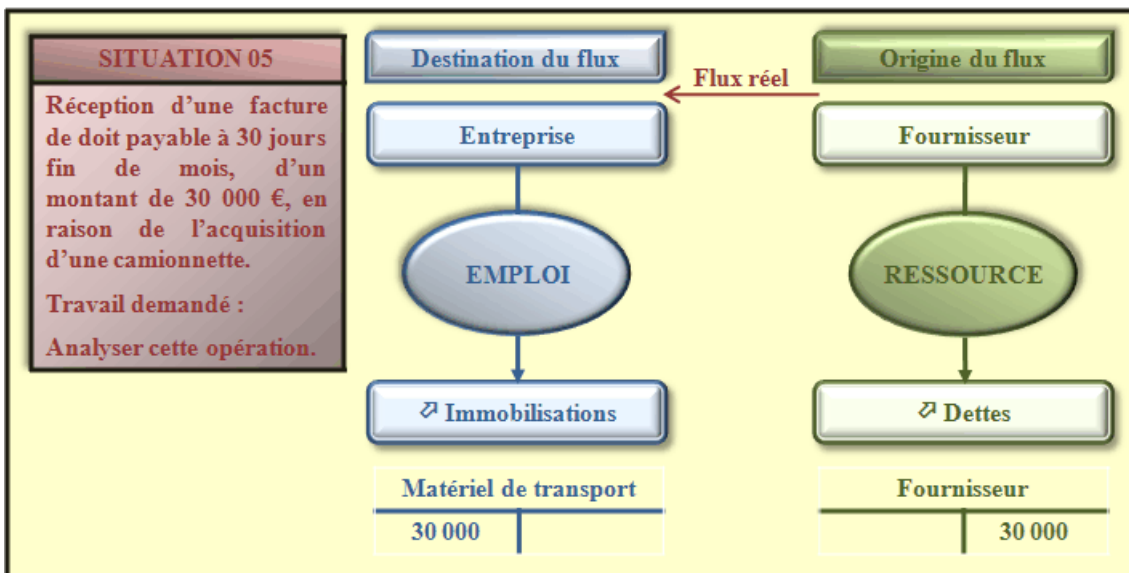 SITUATION 05
Réception d’une facture
de doit payable à 30 jours
fin de mois, d’un
montant de 30 000 €, en
raison de l’acquisition
d’une camionnette.
Travail demandé :
Analyser cette opération.
Destination du flux
Flux réel
Origine du flux
Entreprise
Fournisseur
EMPLOI
RESSOURCE
Immobilisations
Dettes
Matériel de transport
30 000
Fournisseur
30 000